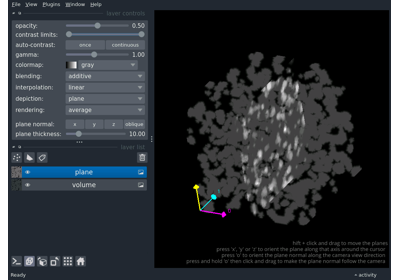 File View Plugins Window Help
layer controls
opacity: 0.50
contrast limits:
auto-contrast: once continuous
gamma: 1.00
colormap: gray
blending: additive
interpolation: linear
depiction: plane
rendering: average
plane normal: x y z oblique
plane thickness: 10.00
layer list
plane
volume
hift + click and drag to move the planes
press 'x', 'y' or 'z' to orient the plane along that axis around the cursor
press 'o' to orient the plane normal along the camera view direction
press and hold 'o' then click and drag to make the plane normal follow the camera
Ready
activity